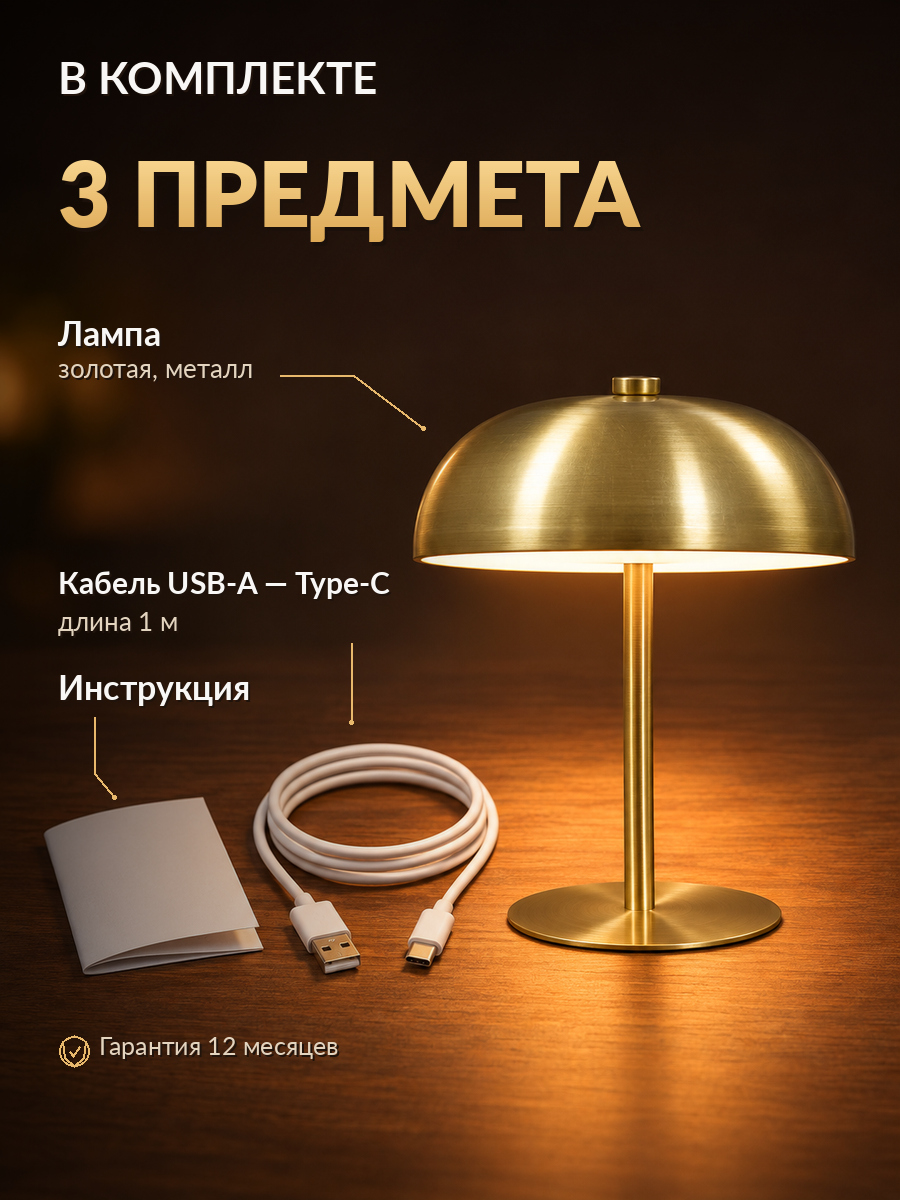 В КОМПЛЕКТЕ
3 ПРЕДМЕТА
Лампа
золотая, металл
Кабель USB-A — Type-C
длина 1 м
Инструкция
Гарантия 12 месяцев